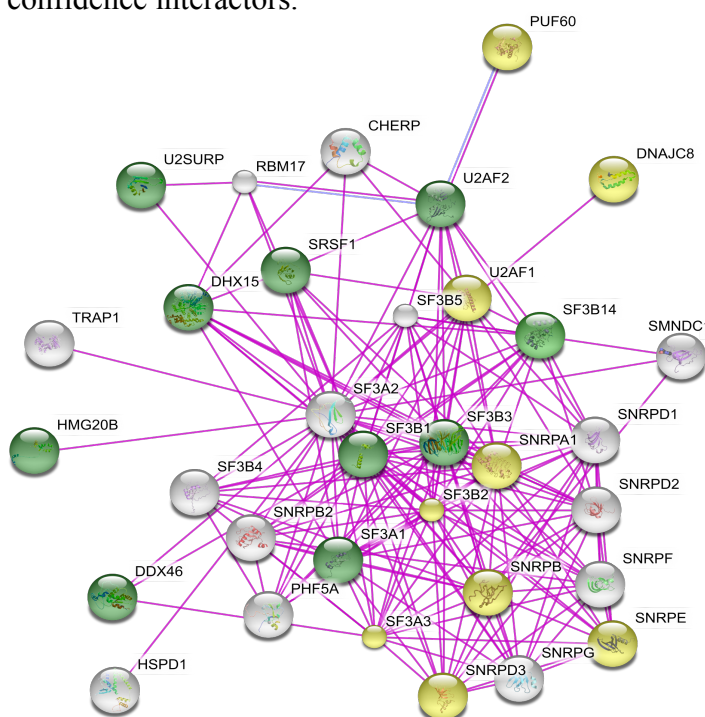 confidence interactors.
PUF60
CHERP
DNAJC8
U2SURP
RBM17
U2AF2
SRSF1
U2AF1
DHX15
SF3B5
SF3B14
TRAP1
SMNDC1
SF3A2
HMG20B
SF3B3
SNRPD1
SF3B1
SNRPA1
SF3B4
SNRPD2
SF3B2
SNRPB2
SF3A1
SNRPF
DDX46
SNRPB
PHF5A
SNRPE
SF3A3
SNRPG
HSPD1
SNRPD3